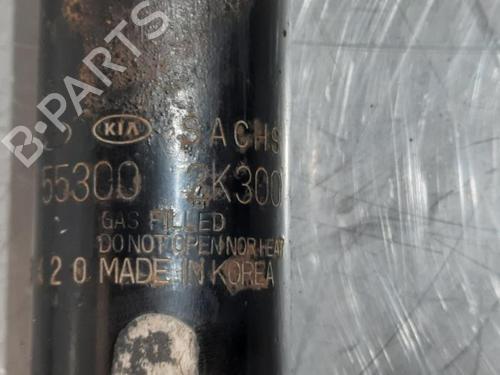 B-PARTS
KIA SACHS
55300 2K300
GAS FILLED
DO NOT OPEN NOR HEAT
20 MADE IN KOREA